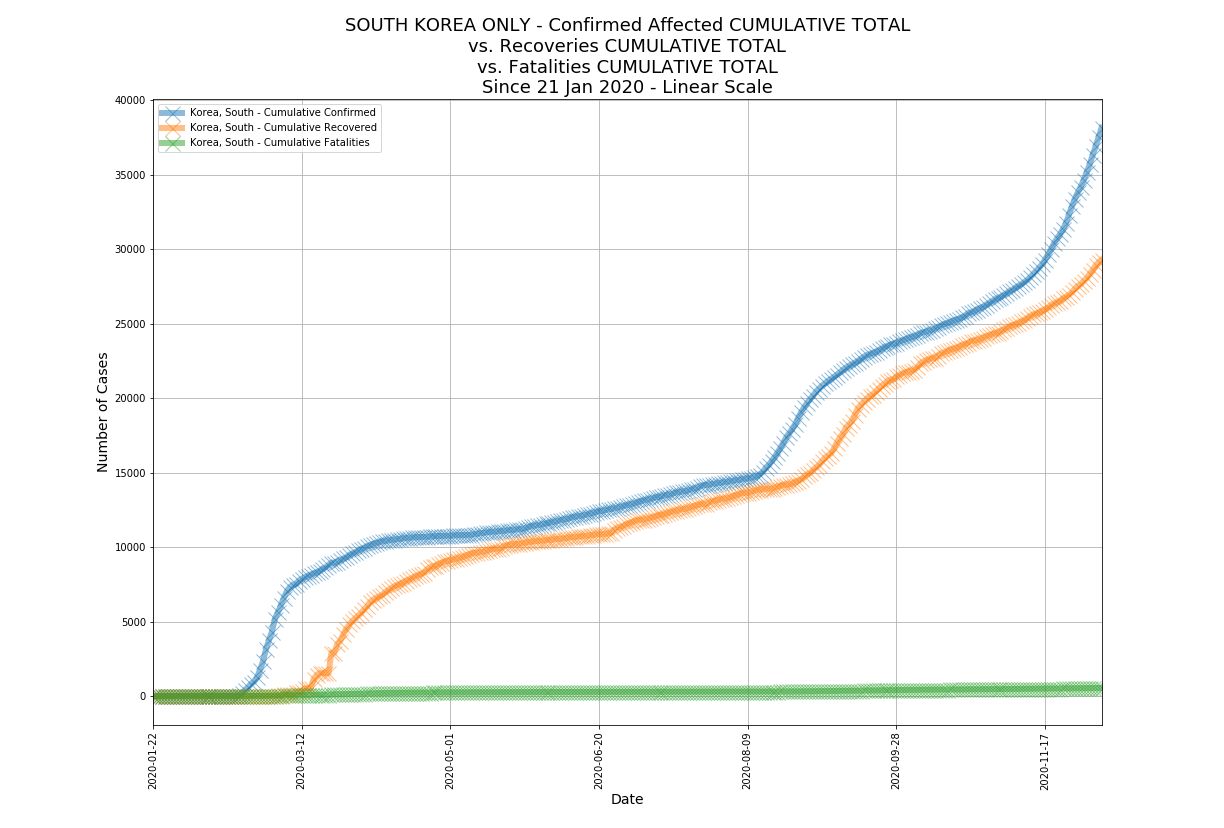 SOUTH KOREA ONLY - Confirmed Affected CUMULATIVE TOTAL
vs. Recoveries CUMULATIVE TOTAL
vs. Fatalities CUMULATIVE TOTAL
Since 21 Jan 2020 - Linear Scale
Korea, South - Cumulative Confirmed
Korea, South - Cumulative Recovered
Korea, South - Cumulative Fatalities
Number of Cases
40000
35000
30000
25000
20000
15000
10000
5000
0
2020-01-22
2020-03-12
2020-05-01
2020-06-20
2020-08-09
2020-09-28
2020-11-17
Date